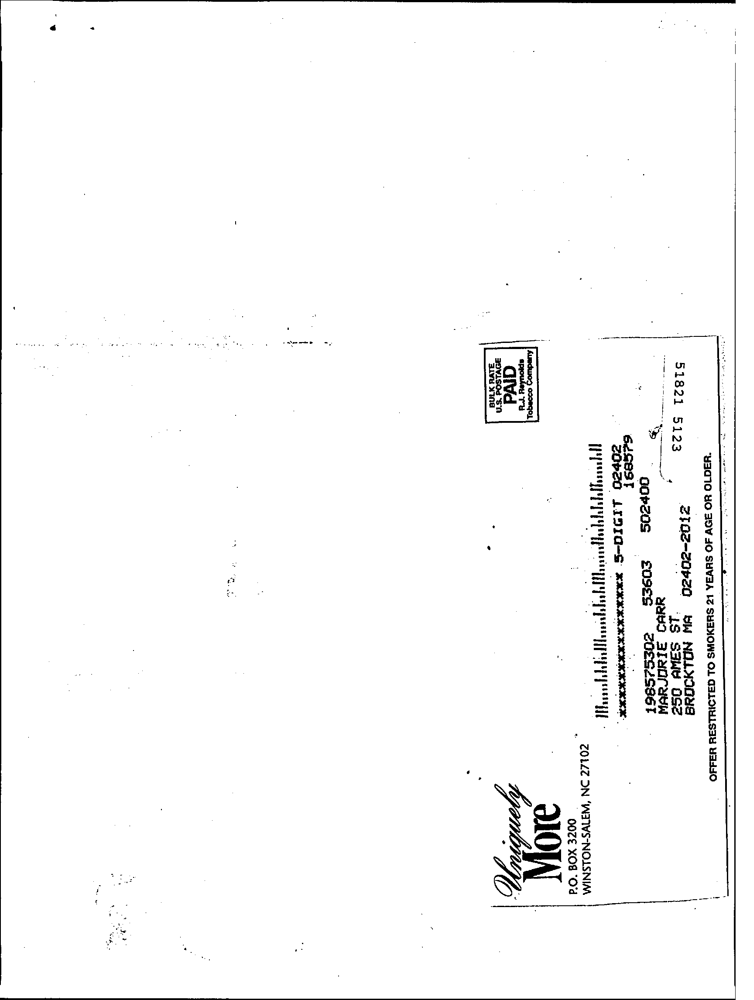 Uniquely
More
P.O. BOX 3200
WINSTON-SALEM, NC 27102
BULK RATE
U.S. POSTAGE
PAID
R.J. Reynolds
Tobacco Company
5-DIGIT 02402
168579
198575302 53603 502400
MARJORIE CARR
250 AMES ST
BROCKTON MA 02402-2012
51821 5123
OFFER RESTRICTED TO SMOKERS 21 YEARS OF AGE OR OLDER.